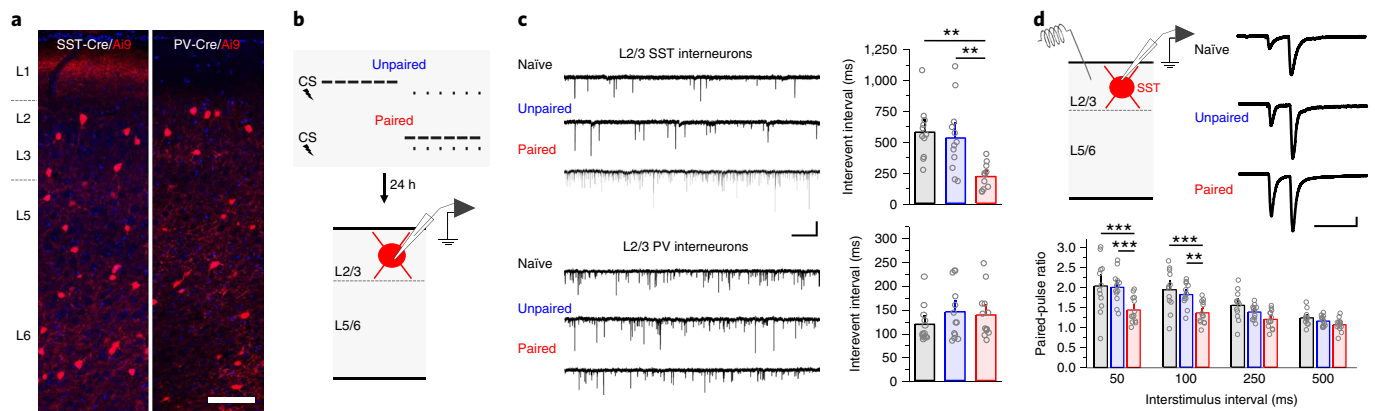 a
SST-Cre/Ai9
PV-Cre/Ai9
L1
L2
L3
L5
L6
b
Unpaired
CS
Paired
CS
24 h
L2/3
L5/6
c
L2/3 SST interneurons
Naïve
Unpaired
Paired
**
**
1,250
1,000
750
500
250
0
Interevent interval (ms)
L2/3 PV interneurons
Naïve
Unpaired
Paired
300
250
200
150
100
50
0
Interevent interval (ms)
d
SST
L2/3
L5/6
Naïve
Unpaired
Paired
***
***
***
**
3.0
2.5
2.0
1.5
1.0
0.5
0.0
Paired-pulse ratio
50 100 250 500
Interstimulus interval (ms)